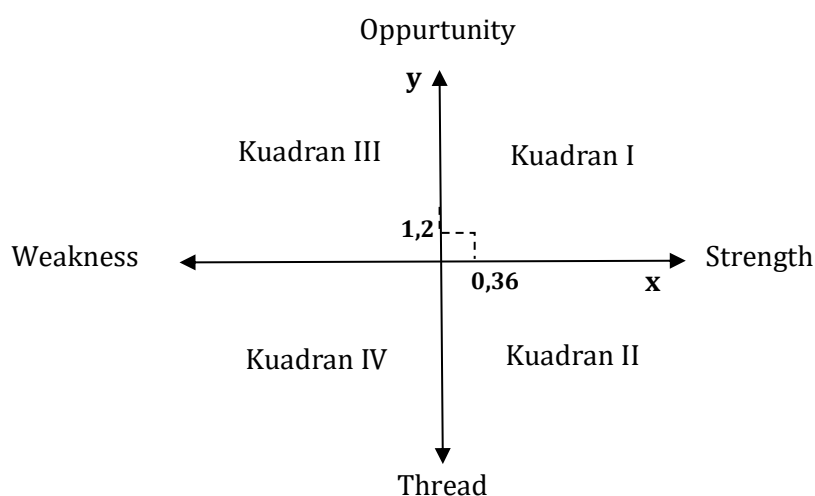 Oppurtunity
y
Kuadran III
Kuadran I
1,2
Weakness
Strength
0,36
x
Kuadran IV
Kuadran II
Thread